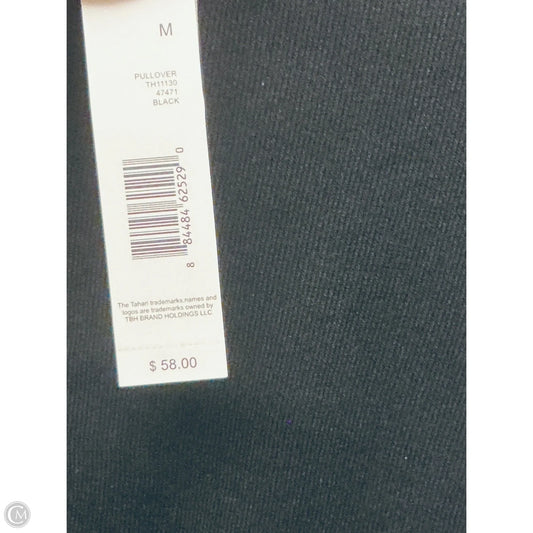 M
PULLOVER
TH11130
47471
BLACK
8 84484 62529 0
The Tahari trademarks,names and
logos are trademarks owned by
TBH BRAND HOLDINGS LLC
$ 58.00
CM